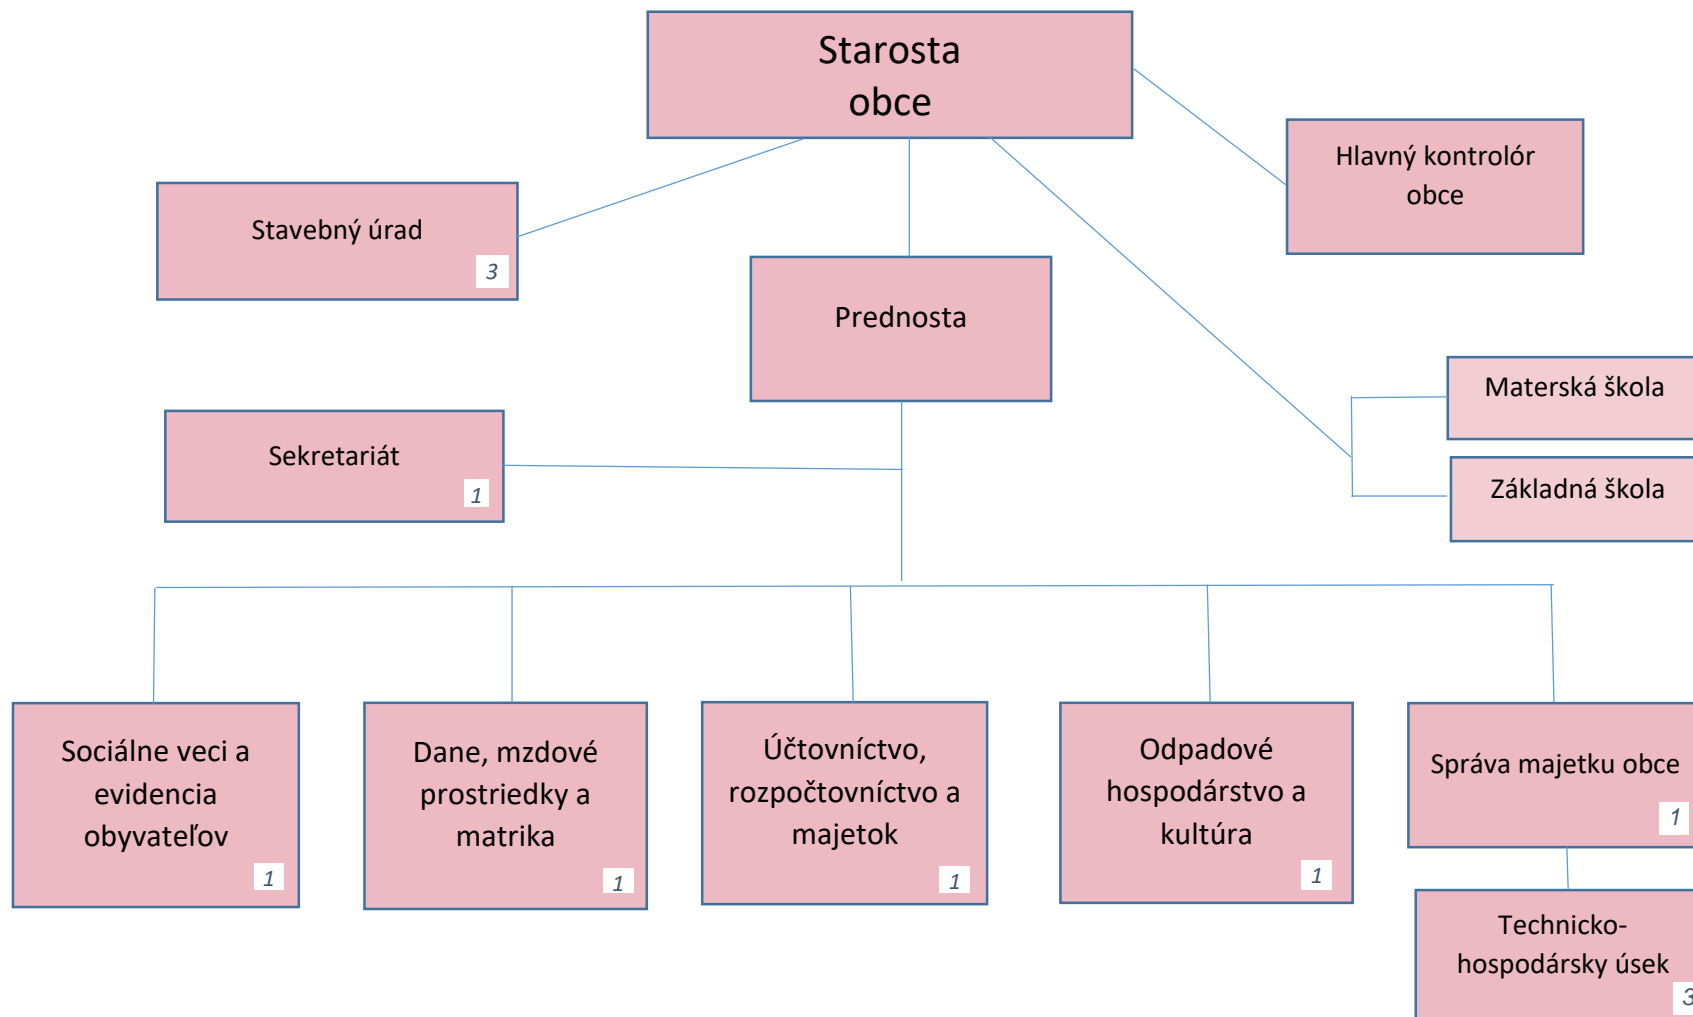 Starosta
obce
Hlavný kontrolór
obce
Stavebný úrad
3
Prednosta
Materská škola
Sekretariát
1
Základná škola
Sociálne veci a
evidencia
obyvateľov
1
Dane, mzdové
prostriedky a
matrika
1
Účtovníctvo,
rozpočtovníctvo a
majetok
1
Odpadové
hospodárstvo a
kultúra
1
Správa majetku obce
1
Technicko-
hospodársky úsek
3